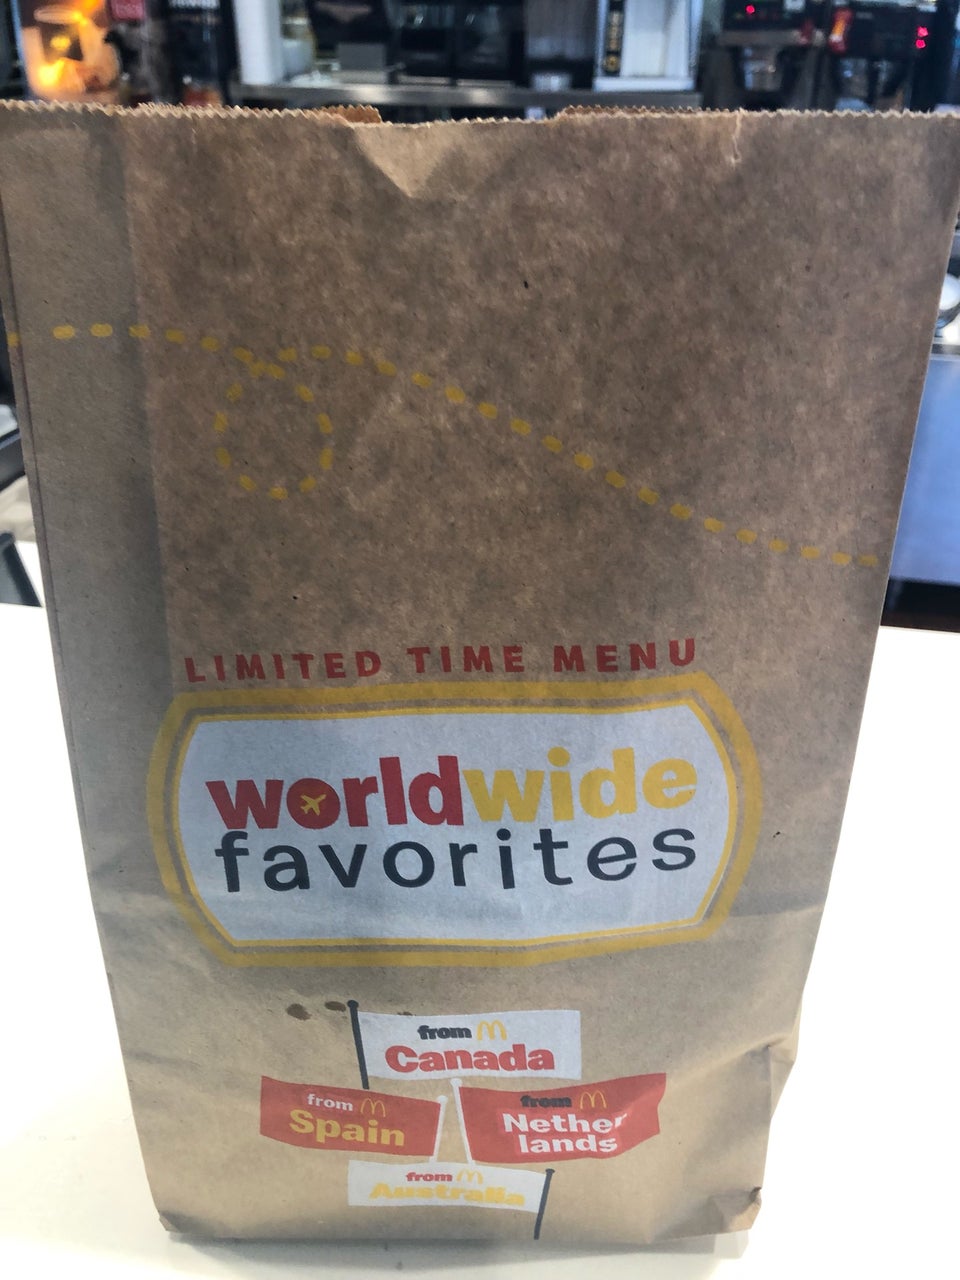 LIMITED TIME MENU
worldwide
favorites
from
Canada
from
Spain
from
Nether
lands
from
Australia